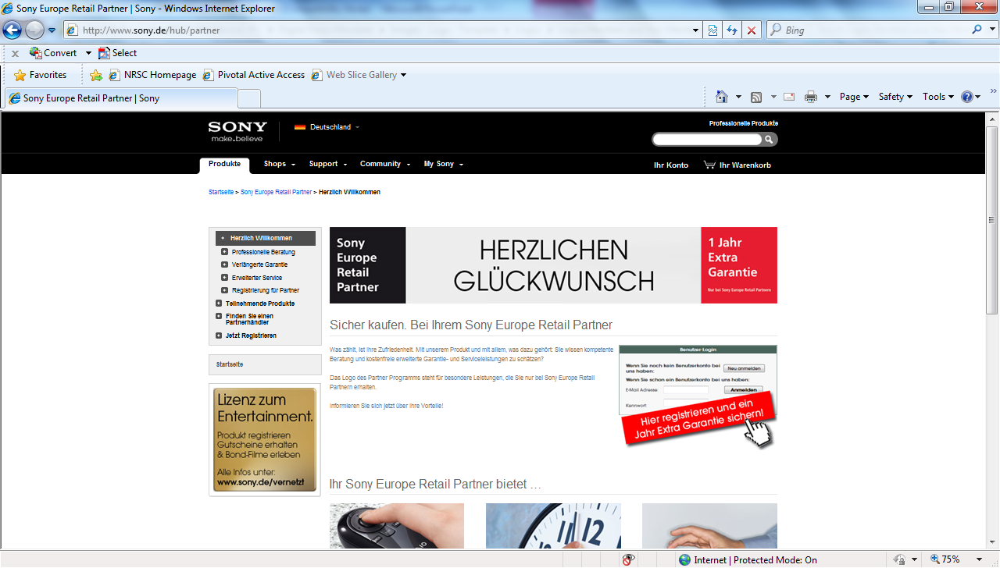 Sony Europe Retail Partner | Sony - Windows Internet Explorer
http://www.sony.de/hub/partner
Bing
Convert
Select
Favorites
NRSC Homepage
Pivotal Active Access
Web Slice Gallery
Sony Europe Retail Partner | Sony
Page
Safety
Tools
SONY
make.believe
Deutschland
Professionelle Produkte
Produkte
Shops
Support
Community
My Sony
Ihr Konto
Ihr Warenkorb
Startseite > Sony Europe Retail Partner > Herzlich Willkommen
Herzlich Willkommen
Professionelle Beratung
Verlängerte Garantie
Erweiterter Service
Registrierung für Partner
Teilnehmende Produkte
Finden Sie einen
Partnerhändler
Jetzt Registrieren
Startseite
Lizenz zum
Entertainment.
Produkt registrieren
Gutscheine erhalten
& Bond-Filme erleben
Alle Infos unter:
www.sony.de/vernetzt
Sony
Europe
Retail
Partner
HERZLICHEN
GLÜCKWUNSCH
1 Jahr
Extra
Garantie
Nur bei Sony Europe Retail Partnern
Sicher kaufen. Bei Ihrem Sony Europe Retail Partner
Was zählt, ist Ihre Zufriedenheit. Mit unserem Produkt und mit allem, was dazu gehört: Sie wissen kompetente
Beratung und kostenfreie erweiterte Garantie- und Serviceleistungen zu schätzen?
Das Logo des Partner Programms steht für besondere Leistungen, die Sie nur bei Sony Europe Retail
Partnern erhalten.
Informieren Sie sich jetzt über Ihre Vorteile!
Benutzer-Login
Wenn Sie noch kein Benutzerkonto bei
uns haben:
Neu anmelden
Wenn Sie schon ein Benutzerkonto bei uns haben:
E-Mail Adresse:
Anmelden
Kennwort:
Hier registrieren und ein
Jahr Extra Garantie sichern!
Ihr Sony Europe Retail Partner bietet …
11 12
Internet | Protected Mode: On
75%